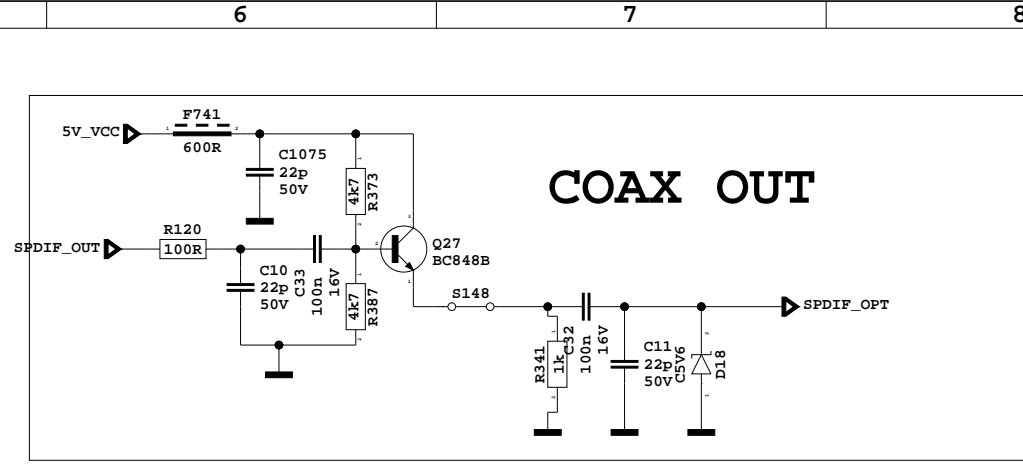 6
7
8
COAX OUT
5V_VCC
F741
600R
C1075
22p
50V
4k7
R373
SPDIF_OUT
R120
100R
C10
22p
50V
C33
100n
16V
4k7
R387
Q27
BC848B
S148
R341
1k
C32
100n
16V
C11
22p
50V
C5V6
D18
SPDIF_OPT